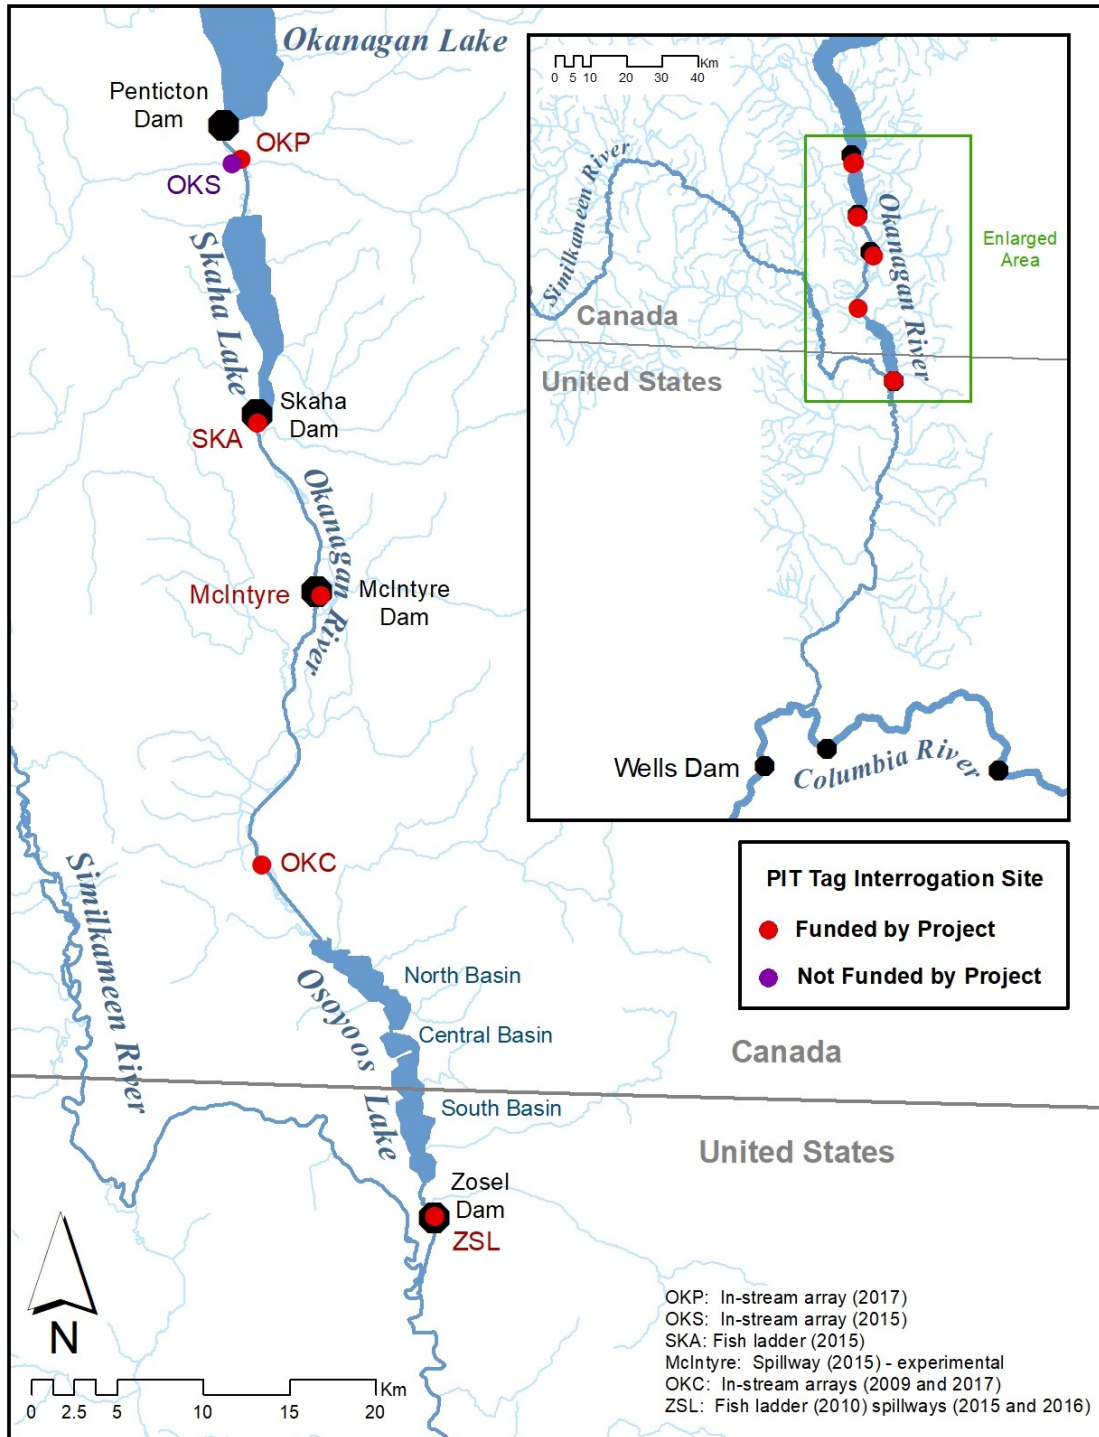 Okanagan Lake
Penticton
Dam
OKP
OKS
Skaha Lake
Skaha
Dam
SKA
Okanagan River
McIntyre
McIntyre
Dam
OKC
Similkameen River
North Basin
Osoyoos Lake
Central Basin
Canada
South Basin
United States
Zosel
Dam
ZSL
N
0 2.5 5 10 15 20 Km
Km
0 5 10 20 30 40
Similkameen River
Okanagan River
Enlarged
Area
Canada
United States
Wells Dam
Columbia River
PIT Tag Interrogation Site
Funded by Project
Not Funded by Project
OKP: In-stream array (2017)
OKS: In-stream array (2015)
SKA: Fish ladder (2015)
McIntyre: Spillway (2015) - experimental
OKC: In-stream arrays (2009 and 2017)
ZSL: Fish ladder (2010) spillways (2015 and 2016)